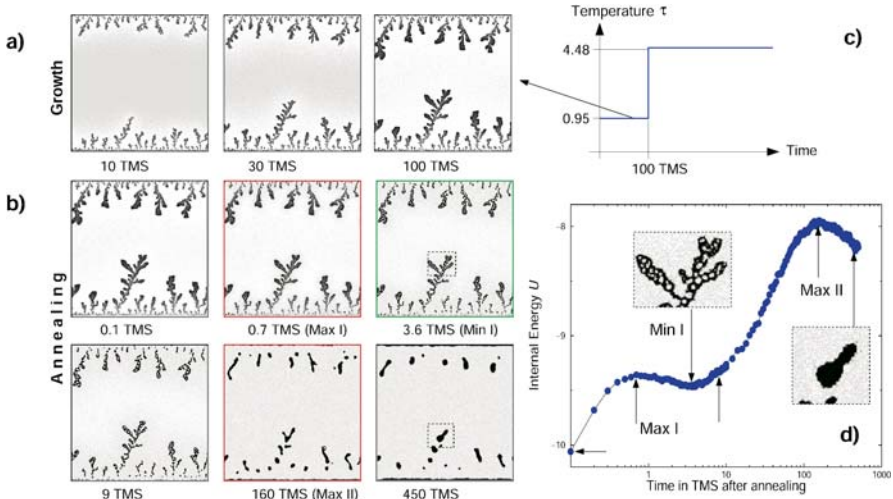 a)
Growth
10 TMS
30 TMS
100 TMS
Temperature τ
c)
4.48
0.95
Time
100 TMS
b)
Annealing
0.1 TMS
0.7 TMS (Max I)
3.6 TMS (Min I)
9 TMS
160 TMS (Max II)
450 TMS
Internal Energy U
-8
-9
-10
Min I
Max II
Max I
d)
1
10
100
1000
Time in TMS after annealing